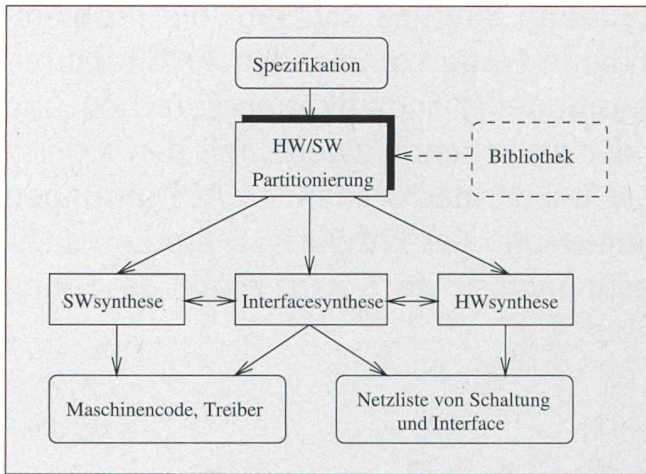 Spezifikation
HW/SW
Partitionierung
Bibliothek
SWsynthese
Interfacesynthese
HWsynthese
Maschinencode, Treiber
Netzliste von Schaltung
und Interface